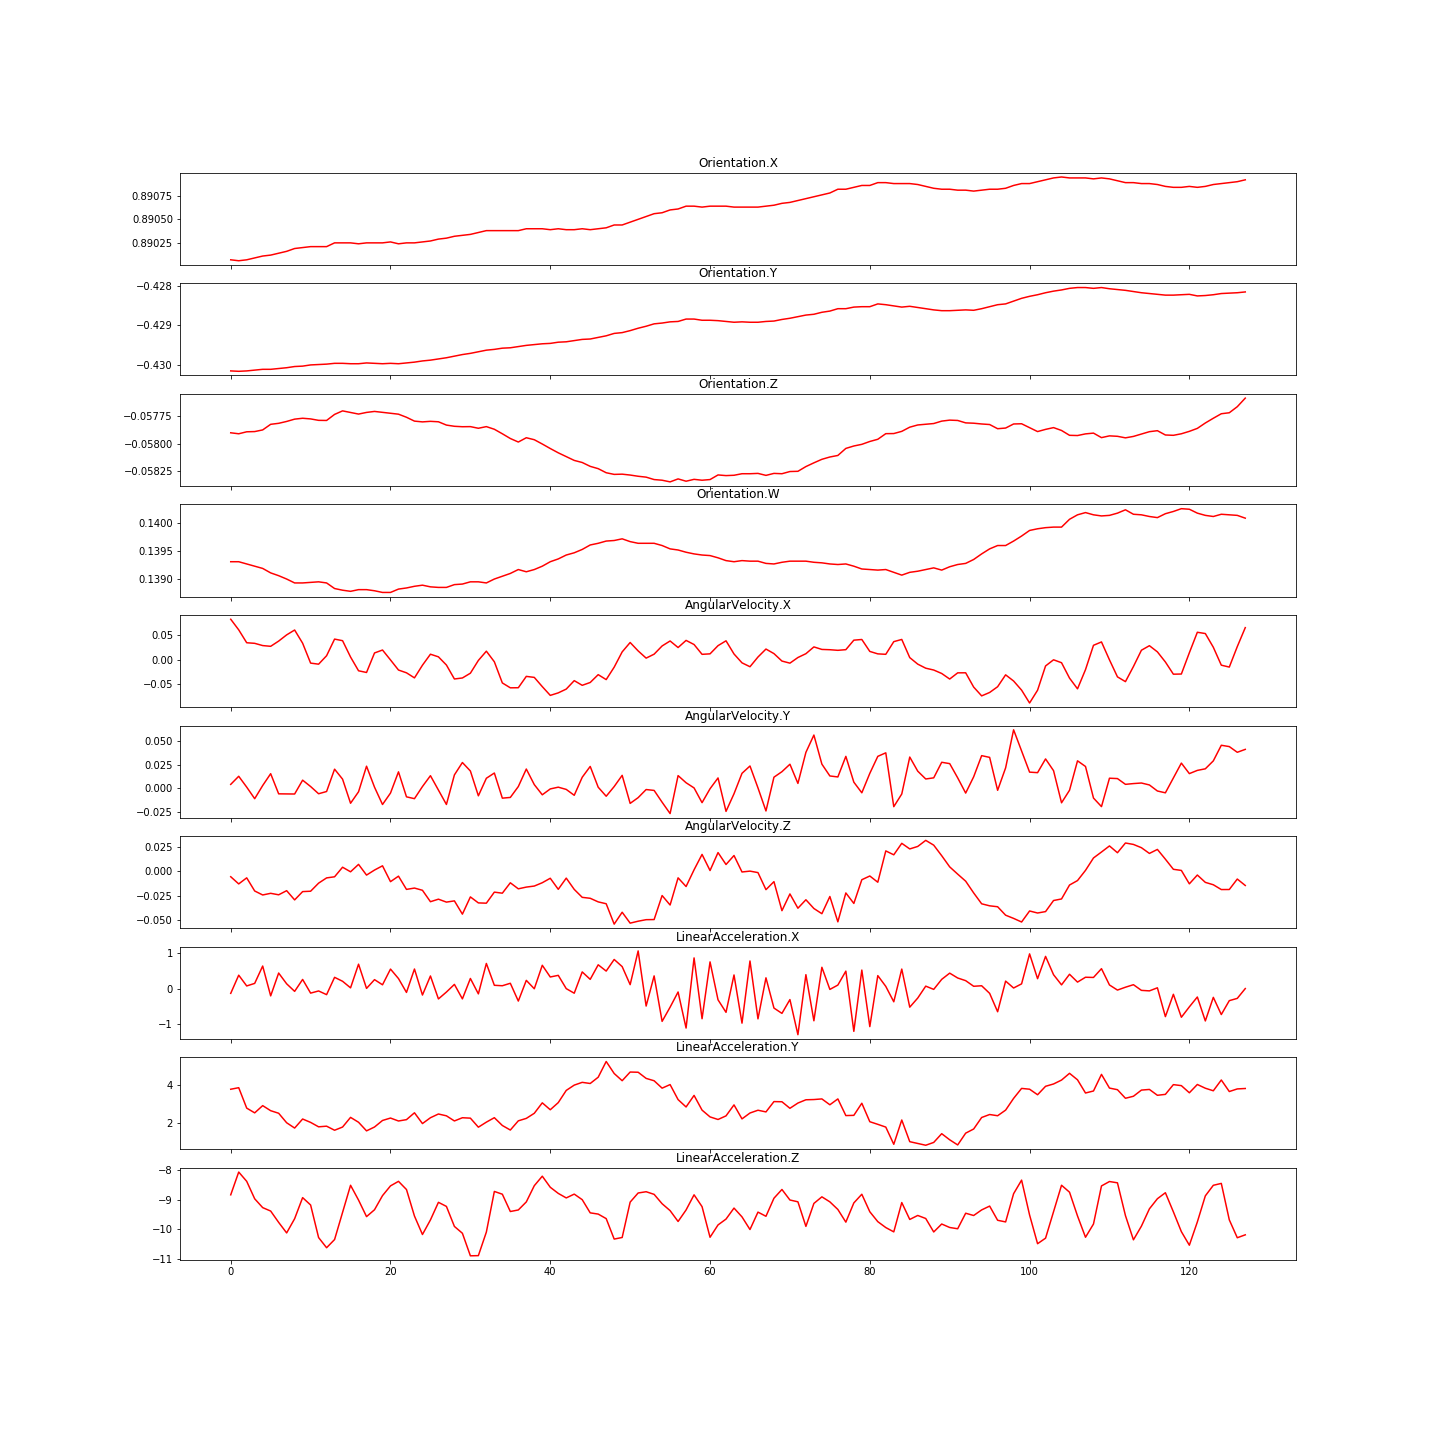 Orientation.X
0.89075
0.89050
0.89025
Orientation.Y
−0.428
−0.429
−0.430
Orientation.Z
−0.05775
−0.05800
−0.05825
Orientation.W
0.1400
0.1395
0.1390
AngularVelocity.X
0.05
0.00
−0.05
AngularVelocity.Y
0.050
0.025
0.000
−0.025
AngularVelocity.Z
0.025
0.000
−0.025
−0.050
LinearAcceleration.X
1
0
−1
LinearAcceleration.Y
4
2
LinearAcceleration.Z
−8
−9
−10
−11
0 20 40 60 80 100 120